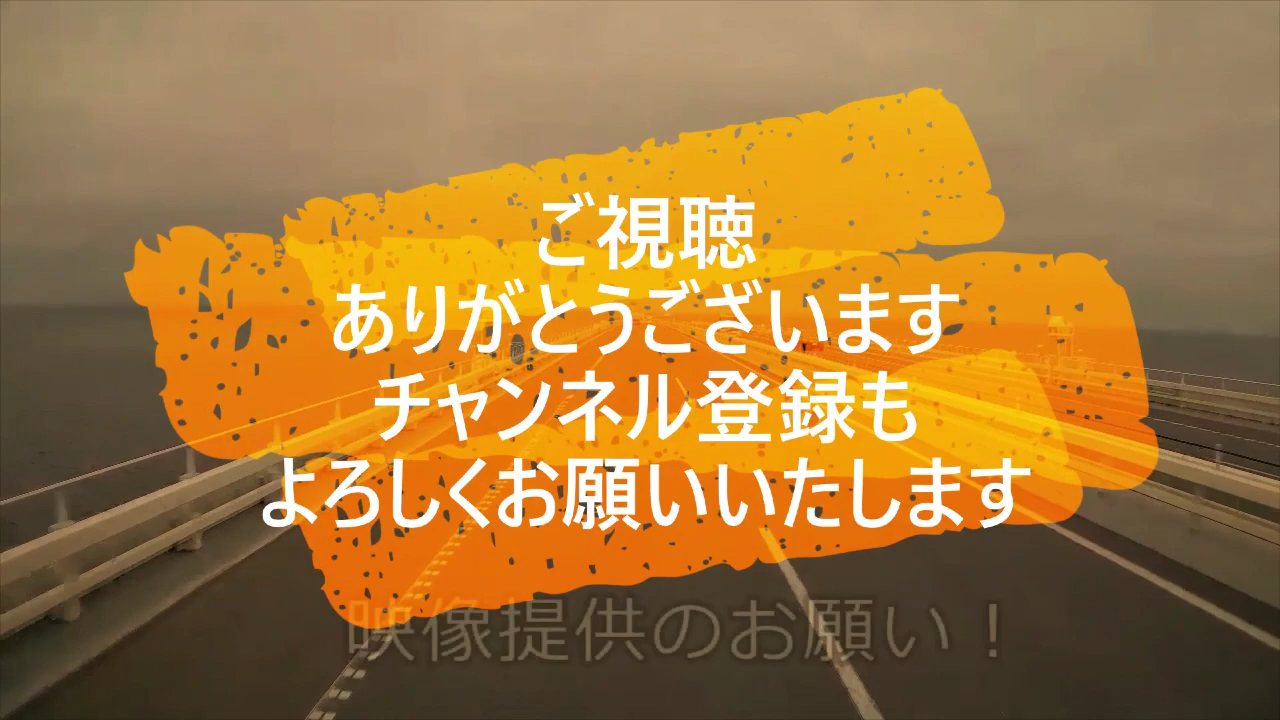 ご視聴
ありがとうございます
チャンネル登録も
よろしくお願いいたします
映像提供のお願い！